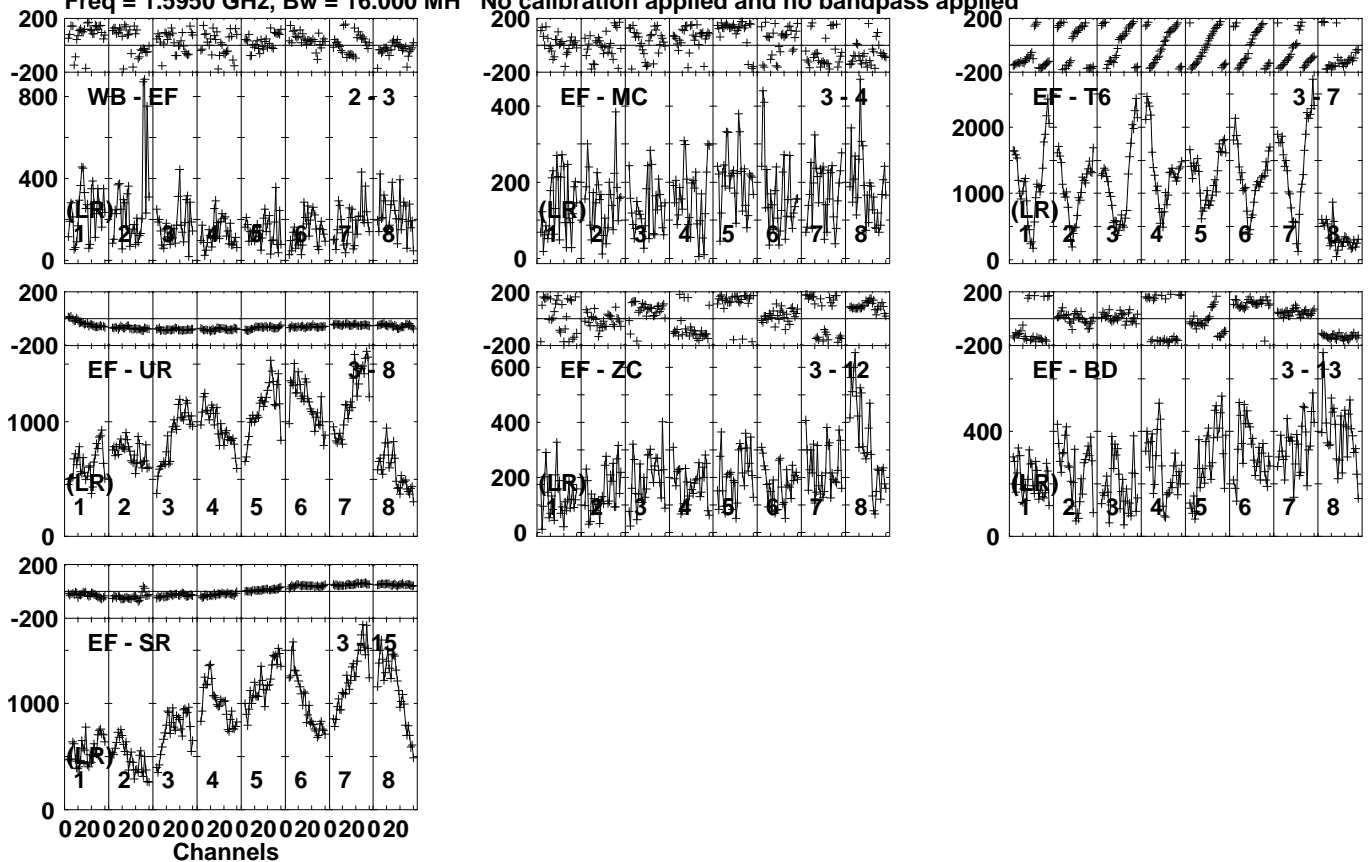 Freq = 1.5950 GHz, Bw = 16.000 MH No calibration applied and no bandpass applied
200
-200
WB - EF 2 - 3
800
400
0
(LR)
1 2 3 4 5 6 7 8
200
-200
EF - MC 3 - 4
400
200
0
(LR)
1 2 3 4 5 6 7 8
200
-200
EF - T6 3 - 7
2000
1000
0
(LR)
1 2 3 4 5 6 7 8
200
-200
EF - UR 3 - 8
1000
0
(LR)
1 2 3 4 5 6 7 8
200
-200
EF - ZC 3 - 12
600
400
200
0
(LR)
1 2 3 4 5 6 7 8
200
-200
EF - BD 3 - 13
400
0
(LR)
1 2 3 4 5 6 7 8
200
-200
EF - SR 3 - 15
1000
0
(LR)
1 2 3 4 5 6 7 8
0 20 0 20 0 20 0 20 0 20 0 20 0 20 0 20
Channels